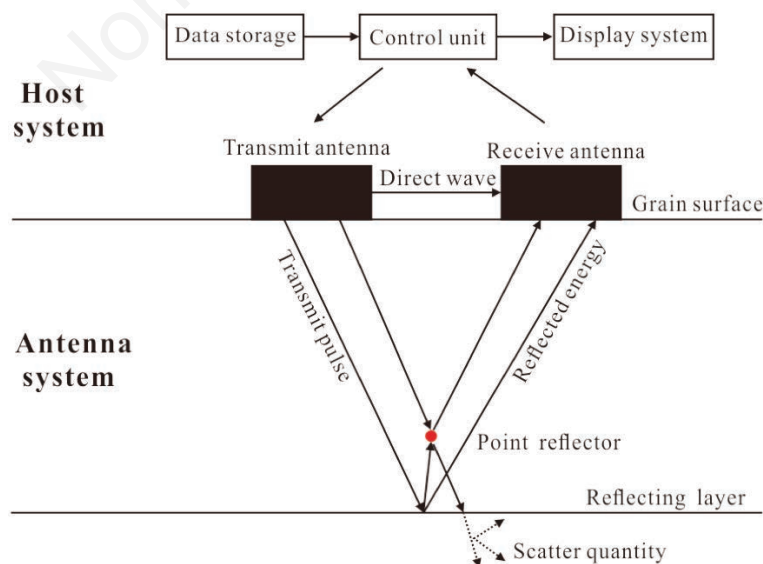 Data storage
Control unit
Display system
Host
system
Transmit antenna
Receive antenna
Direct wave
Grain surface
Transmit pulse
Reflected energy
Antenna
system
Point reflector
Reflecting layer
Scatter quantity